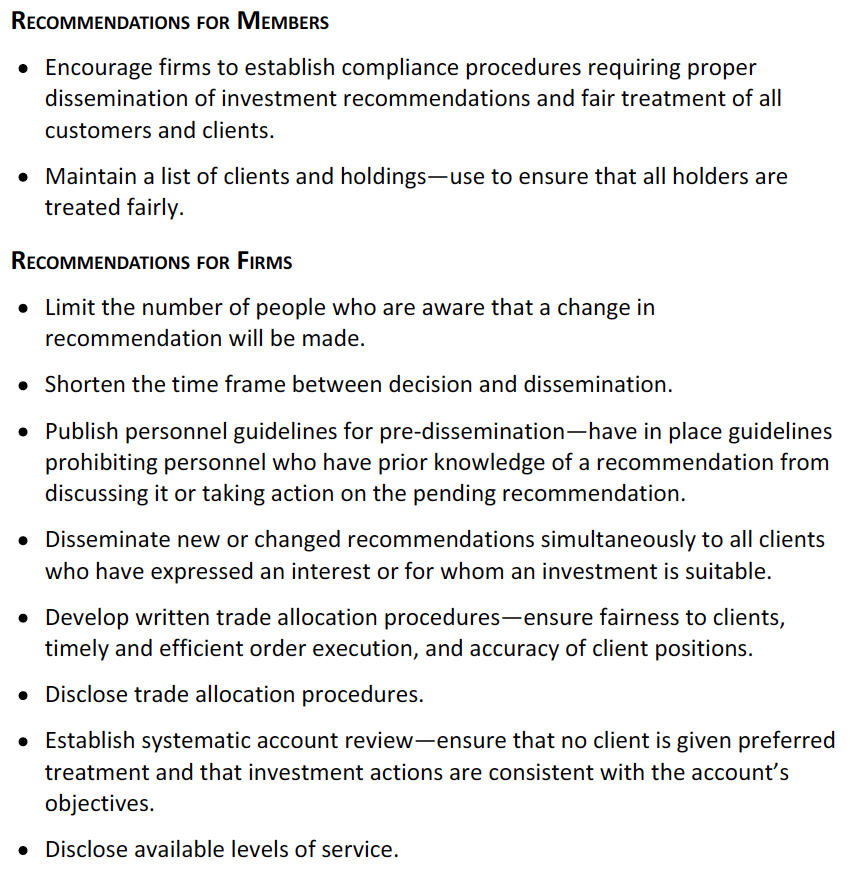 RECOMMENDATIONS FOR MEMBERS
• Encourage firms to establish compliance procedures requiring proper
dissemination of investment recommendations and fair treatment of all
customers and clients.
• Maintain a list of clients and holdings—use to ensure that all holders are
treated fairly.
RECOMMENDATIONS FOR FIRMS
• Limit the number of people who are aware that a change in
recommendation will be made.
• Shorten the time frame between decision and dissemination.
• Publish personnel guidelines for pre-dissemination—have in place guidelines
prohibiting personnel who have prior knowledge of a recommendation from
discussing it or taking action on the pending recommendation.
• Disseminate new or changed recommendations simultaneously to all clients
who have expressed an interest or for whom an investment is suitable.
• Develop written trade allocation procedures—ensure fairness to clients,
timely and efficient order execution, and accuracy of client positions.
• Disclose trade allocation procedures.
• Establish systematic account review—ensure that no client is given preferred
treatment and that investment actions are consistent with the account’s
objectives.
• Disclose available levels of service.